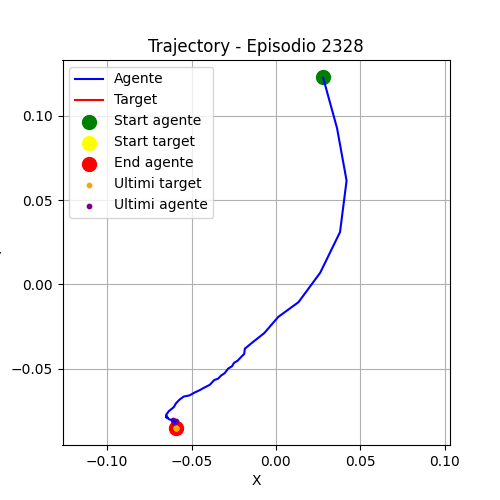 Trajectory - Episodio 2328
Agente
Target
Start agente
Start target
End agente
Ultimi target
Ultimi agente
0.10
0.05
0.00
−0.05
−0.10
−0.05
0.00
0.05
0.10
X